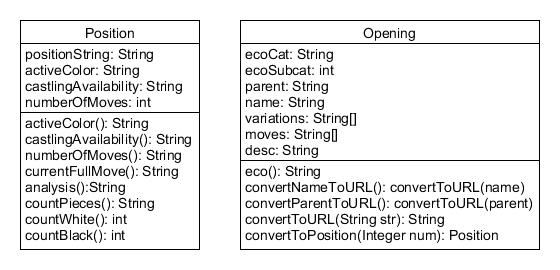 Position
positionString: String
activeColor: String
castlingAvailability: String
numberOfMoves: int
activeColor(): String
castlingAvailability(): String
numberOfMoves(): String
currentFullMove(): String
analysis():String
countPieces(): String
countWhite(): int
countBlack(): int
Opening
ecoCat: String
ecoSubcat: int
parent: String
name: String
variations: String[]
moves: String[]
desc: String
eco(): String
convertNameToURL(): convertToURL(name)
convertParentToURL(): convertToURL(parent)
convertToURL(String str): String
convertToPosition(Integer num): Position